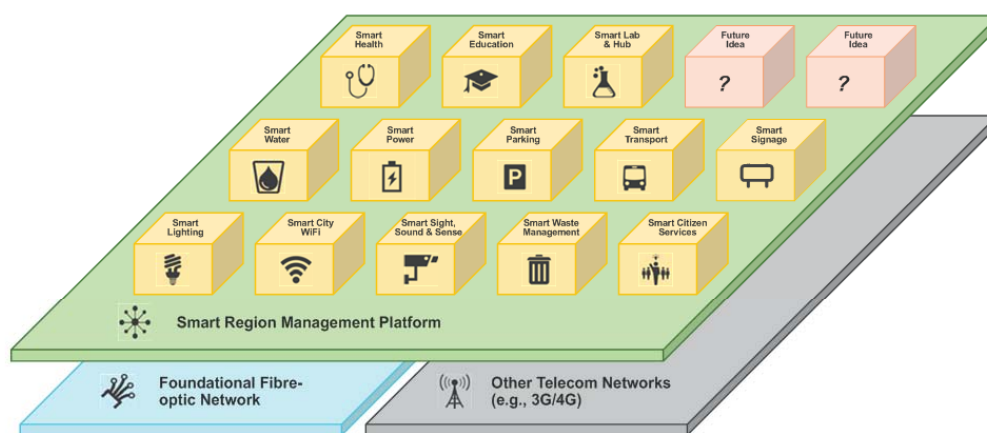 Smart
Health
Smart
Education
Smart Lab
& Hub
Future
Idea
Future
Idea
?
?
Smart
Water
Smart
Power
Smart
Parking
Smart
Transport
Smart
Signage
P
Smart
Lighting
Smart City
WiFi
Smart Sight,
Sound & Sense
Smart Waste
Management
Smart Citizen
Services
Smart Region Management Platform
Foundational Fibre-
optic Network
Other Telecom Networks
(e.g., 3G/4G)